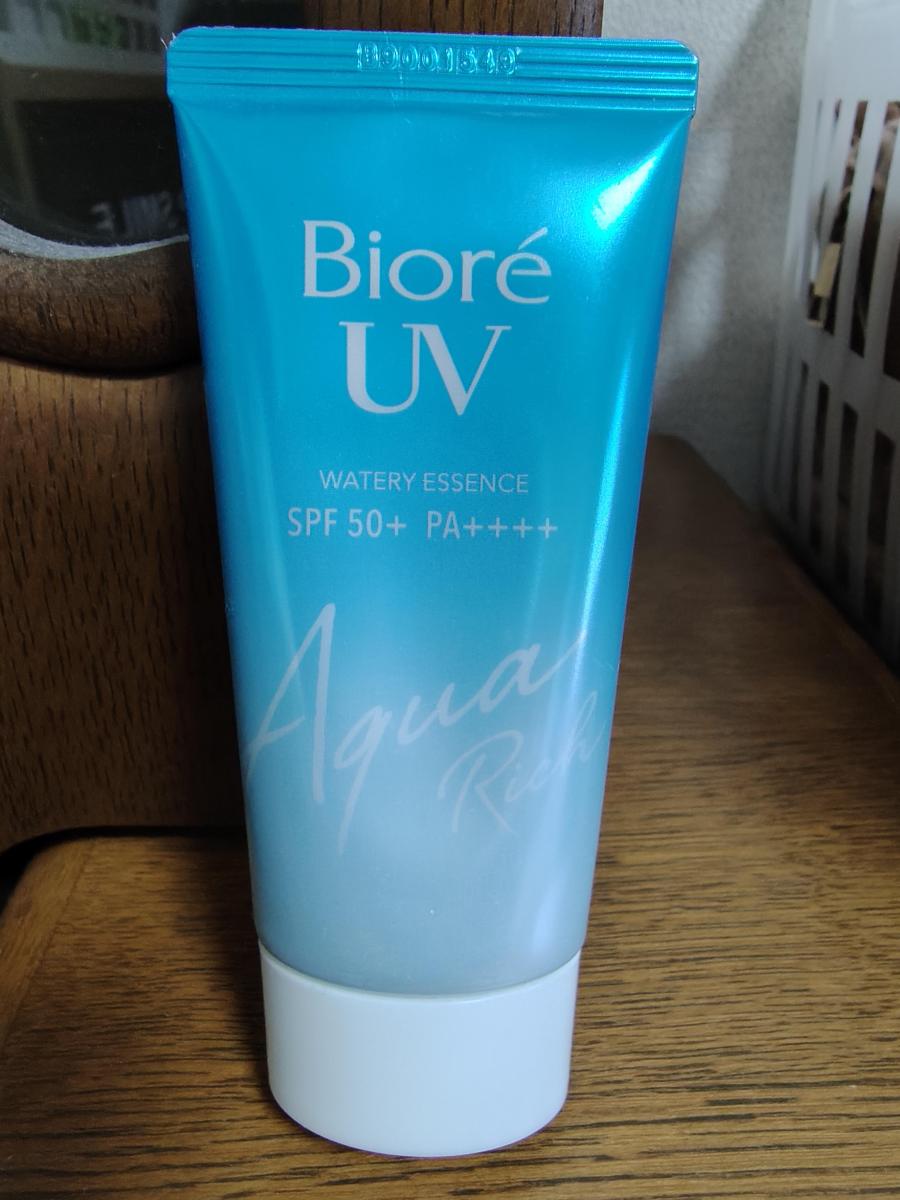 Bioré
UV
WATERY ESSENCE
SPF 50+ PA++++
Aqua
Rich